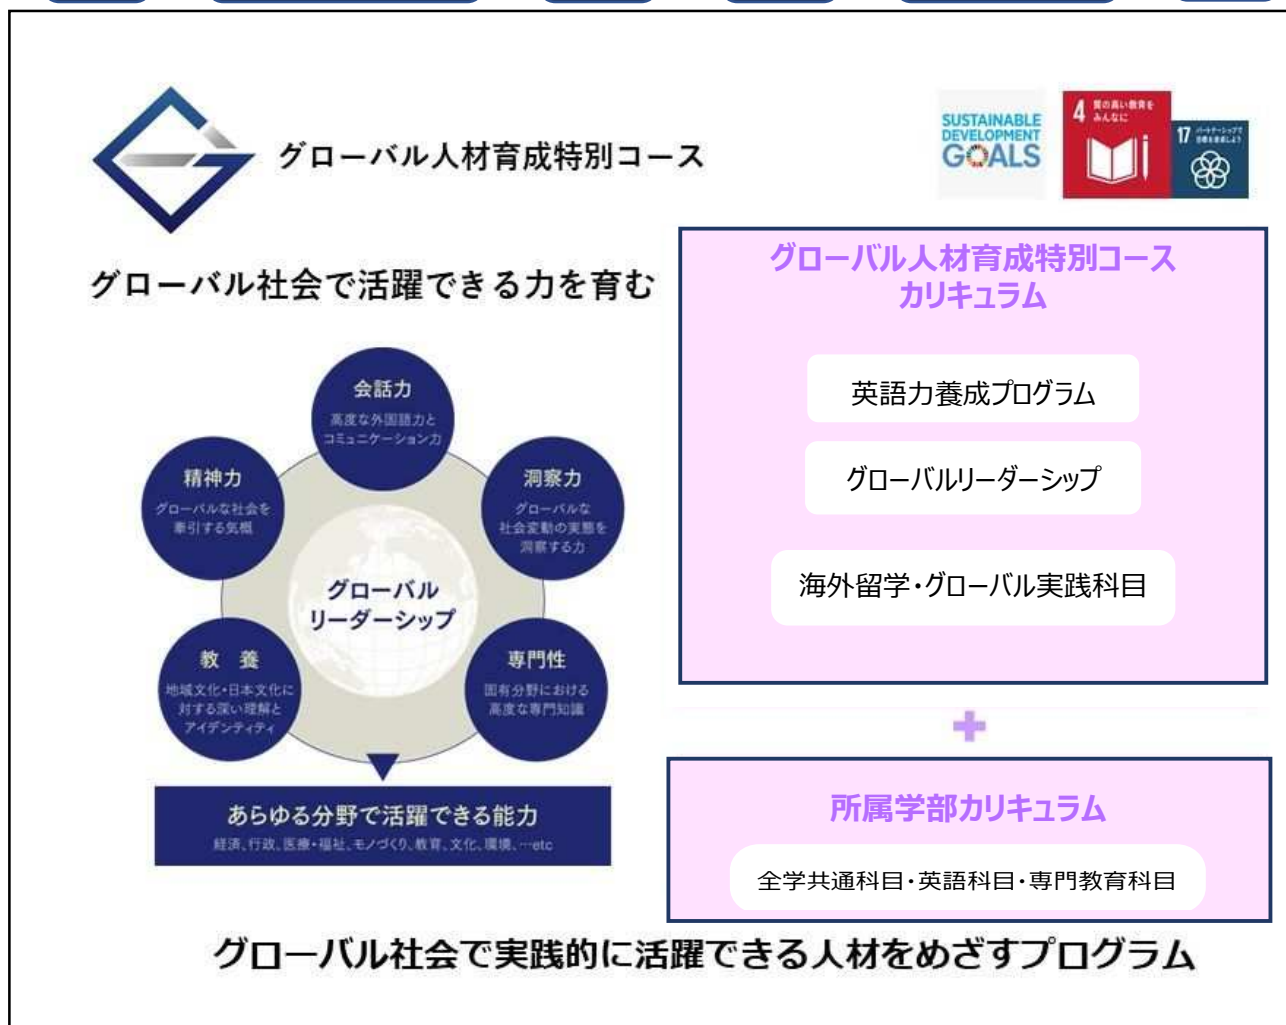 グローバル人材育成特別コース
SUSTAINABLE
DEVELOPMENT
GOALS
4 質の高い教育を
みんなに
17 パートナーシップで
目標を達成しよう
グローバル社会で活躍できる力を育む
会話力
高度な外国語力と
コミュニケーション力
精神力
グローバルな社会を
牽引する気概
洞察力
グローバルな
社会変動の実態を
洞察する力
グローバル
リーダーシップ
教 養
地域文化・日本文化に
対する深い理解と
アイデンティティ
専門性
固有分野における
高度な専門知識
あらゆる分野で活躍できる能力
経済、行政、医療・福祉、モノづくり、教育、文化、環境、…etc
グローバル人材育成特別コース
カリキュラム
英語力養成プログラム
グローバルリーダーシップ
海外留学・グローバル実践科目
+
所属学部カリキュラム
全学共通科目・英語科目・専門教育科目
グローバル社会で実践的に活躍できる人材をめざすプログラム